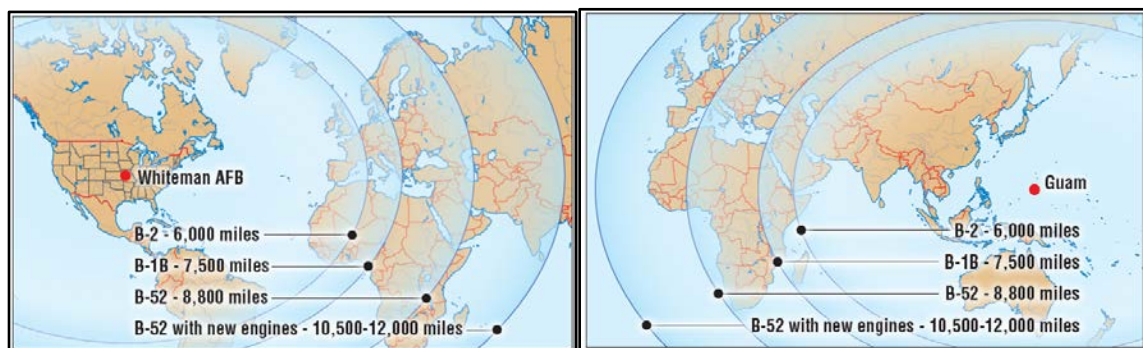 Whiteman AFB
B-2 - 6,000 miles
B-1B - 7,500 miles
B-52 - 8,800 miles
B-52 with new engines - 10,500-12,000 miles
Guam
B-2 - 6,000 miles
B-1B - 7,500 miles
B-52 - 8,800 miles
B-52 with new engines - 10,500-12,000 miles